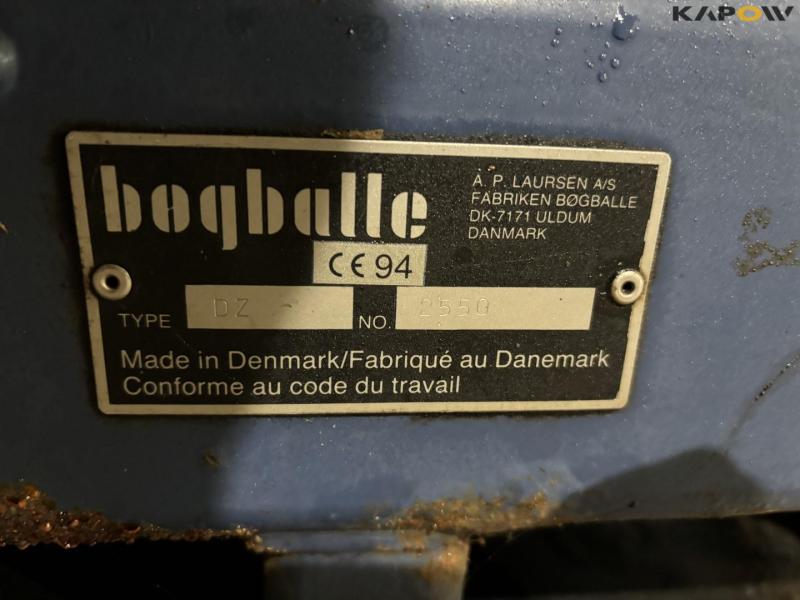 KAPOW
bogballe
A. P. LAURSEN A/S
FABRIKEN BØGBALLE
DK-7171 ULDUM
DANMARK
CE 94
TYPE DZ NO. 2550
Made in Denmark/Fabriqué au Danemark
Conforme au code du travail